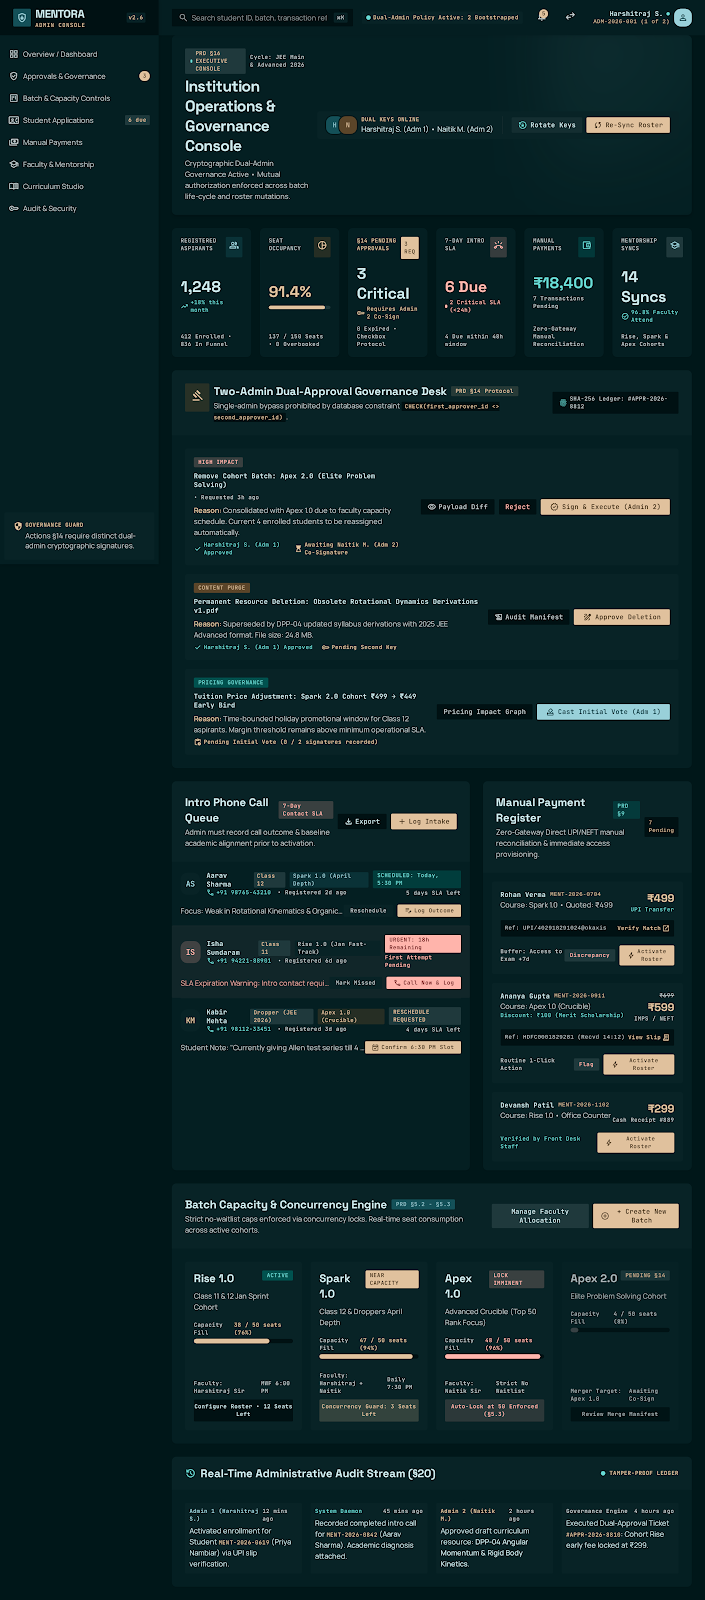 MENTORA
ADMIN CONSOLE
v2.6
Search student ID, batch, transaction ref
⌘K
Dual-Admin Policy Active: 2 Bootstrapped
Harshitraj S.
ADM-2026-001 (1 of 2)
Overview / Dashboard
Approvals & Governance
3
Batch & Capacity Controls
Student Applications
6 due
Manual Payments
Faculty & Mentorship
Curriculum Studio
Audit & Security
GOVERNANCE GUARD
Actions §14 require distinct dual-
admin cryptographic signatures.
PRD §16
EXECUTIVE
CONSOLE
Cycle: JEE Main
& Advanced 2026
Institution
Operations &
Governance
Console
Cryptographic Dual-Admin
Governance Active • Mutual
authorization enforced across batch
life-cycle and roster mutations.
H
N
DUAL KEYS ONLINE
Harshitraj S. (Adm 1) • Naitik M. (Adm 2)
Rotate Keys
Re-Sync Roster
REGISTERED
ASPIRANTS
1,248
+18% this
month
412 Enrolled •
836 In Funnel
SEAT
OCCUPANCY
91.4%
137 / 150 Seats
• 0 Overbooked
§14 PENDING
APPROVALS
3
REQ
3
Critical
Requires Admin
2 Co-Sign
0 Expired •
Checkbox
Protocol
7-DAY INTRO
SLA
6 Due
2 Critical SLA
(<24h)
4 Due within 48h
window
MANUAL
PAYMENTS
₹18,400
7 Transactions
Pending
Zero-Gateway
Manual
Reconciliation
MENTORSHIP
SYNCS
14
Syncs
96.8% Faculty
Attend
Rise, Spark &
Apex Cohorts
Two-Admin Dual-Approval Governance Desk
PRD §14 Protocol
Single-admin bypass prohibited by database constraint CHECK(first_approver_id <>
second_approver_id) .
SHA-256 Ledger: #APPR-2026-
8812
HIGH IMPACT
Remove Cohort Batch: Apex 2.0 (Elite Problem
Solving)
• Requested 3h ago
Reason: Consolidated with Apex 1.0 due to faculty capacity
schedule. Current 4 enrolled students to be reassigned
automatically.
Harshitraj S. (Adm 1)
Approved
Awaiting Naitik M. (Adm 2)
Co-Signature
Payload Diff
Reject
Sign & Execute (Admin 2)
CONTENT PURGE
Permanent Resource Deletion: Obsolete Rotational Dynamics Derivations
v1.pdf
Reason: Superseded by DPP-04 updated syllabus derivations with 2025 JEE
Advanced format. File size: 24.8 MB.
Harshitraj S. (Adm 1) Approved
Pending Second Key
Audit Manifest
Approve Deletion
PRICING GOVERNANCE
Tuition Price Adjustment: Spark 2.0 Cohort ₹499 → ₹449
Early Bird
Reason: Time-bounded holiday promotional window for Class 12
aspirants. Margin threshold remains above minimum operational SLA.
Pending Initial Vote (0 / 2 signatures recorded)
Pricing Impact Graph
Cast Initial Vote (Adm 1)
Intro Phone Call
Queue
7-Day
Contact SLA
Admin must record call outcome & baseline
academic alignment prior to activation.
Export
+ Log Intake
AS
Aarav
Sharma
Class
12
Spark 1.0 (April
Depth)
SCHEDULED: Today,
5:30 PM
+91 98765-43210 • Registered 2d ago
5 days SLA left
Focus: Weak in Rotational Kinematics & Organic...
Reschedule
Log Outcome
IS
Isha
Sundaram
Class
11
Rise 1.0 (Jan Fast-
Track)
URGENT: 18h
Remaining
+91 94221-88901 • Registered 6d ago
First Attempt
Pending
SLA Expiration Warning: Intro contact requi...
Mark Missed
Call Now & Log
KM
Kabir
Mehta
Dropper (JEE
2026)
Apex 1.0
(Crucible)
RESCHEDULE
REQUESTED
+91 98112-33451 • Registered 3d ago
4 days SLA left
Student Note: "Currently giving Allen test series till 4 ...
Confirm 6:30 PM Slot
Manual Payment
Register
PRD
§9
7
Pending
Zero-Gateway Direct UPI/NEFT manual
reconciliation & immediate access
provisioning.
Rohan Verma MENT-2026-0704
₹499
Course: Spark 1.0 • Quoted: ₹499
UPI Transfer
Ref: UPI/402918201024@okaxis
Verify Match
Buffer: Access to
Exam +7d
Discrepancy
Activate
Roster
Ananya Gupta MENT-2026-0911
₹699
Course: Apex 1.0 (Crucible)
₹599
Discount: ₹100 (Merit Scholarship)
IMPS / NEFT
Ref: HDFC0001829281 (Recvd 14:12)
View Slip
Routine 1-Click
Action
Flag
Activate
Roster
Devansh Patil MENT-2026-1102
₹299
Course: Rise 1.0 • Office Counter
Cash Receipt #889
Verified by Front Desk
Staff
Activate
Roster
Batch Capacity & Concurrency Engine
PRD §5.2 - §5.3
Strict no-waitlist caps enforced via concurrency locks. Real-time seat consumption
across active cohorts.
Manage Faculty
Allocation
+ Create New
Batch
Rise 1.0
ACTIVE
Class 11 & 12 Jan Sprint
Cohort
Capacity
Fill
38 / 50 seats
(76%)
Faculty:
Harshitraj Sir
MWF 6:00
PM
Configure Roster • 12 Seats
Left
Spark
1.0
NEAR
CAPACITY
Class 12 & Droppers April
Depth
Capacity
Fill
47 / 50 seats
(94%)
Faculty:
Harshitraj +
Naitik
Daily
7:30 PM
Concurrency Guard: 3 Seats
Left
Apex
1.0
LOCK
IMMINENT
Advanced Crucible (Top 50
Rank Focus)
Capacity
Fill
48 / 50 seats
(96%)
Faculty:
Naitik Sir
Strict No
Waitlist
Auto-Lock at 50 Enforced
(§5.3)
Apex 2.0
PENDING §14
Elite Problem Solving Cohort
Capacity
Fill
4 / 50 seats
(8%)
Merger Target:
Apex 1.0
Awaiting
Co-Sign
Review Merge Manifest
Real-Time Administrative Audit Stream (§20)
TAMPER-PROOF LEDGER
Admin 1 (Harshitraj
S.)
12 mins
ago
Activated enrollment for
Student MENT-2026-0619 (Priya
Nambiar) via UPI slip
verification.
System Daemon
45 mins ago
Recorded completed intro call
for MENT-2026-0842 (Aarav
Sharma). Academic diagnosis
attached.
Admin 2 (Naitik
M.)
2 hours
ago
Approved draft curriculum
resource: DPP-04 Angular
Momentum & Rigid Body
Kinetics.
Governance Engine
4 hours ago
Executed Dual-Approval Ticket
#APPR-2026-8810: Cohort Rise
early fee locked at ₹299.